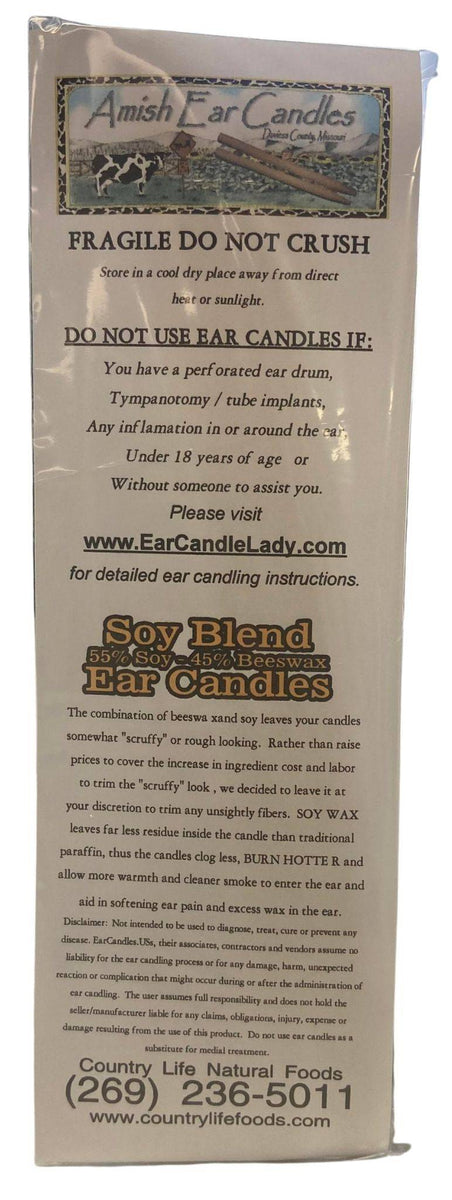 Amish Ear Candles
Daviess County, Missouri
FRAGILE DO NOT CRUSH
Store in a cool dry place away from direct
heat or sunlight.
DO NOT USE EAR CANDLES IF:
You have a perforated ear drum,
Tympanotomy / tube implants,
Any inflamation in or around the ear,
Under 18 years of age or
Without someone to assist you.
Please visit
www.EarCandleLady.com
for detailed ear candling instructions.
Soy Blend
55% Soy - 45% Beeswax
Ear Candles
The combination of beeswa xand soy leaves your candles
somewhat "scruffy" or rough looking. Rather than raise
prices to cover the increase in ingredient cost and labor
to trim the "scruffy" look , we decided to leave it at
your discretion to trim any unsightly fibers. SOY WAX
leaves far less residue inside the candle than traditional
paraffin, thus the candles clog less, BURN HOTTE R and
allow more warmth and cleaner smoke to enter the ear and
aid in softening ear pain and excess wax in the ear.
Disclaimer: Not intended to be used to diagnose, treat, cure or prevent any
disease. EarCandles.USs, their associates, contractors and vendors assume no
liability for the ear candling process or for any damage, harm, unexpected
reaction or complication that might occur during or after the administration of
ear candling. The user assumes full responsibility and does not hold the
seller/manufacturer liable for any claims, obligations, injury, expense or
damage resulting from the use of this product. Do not use ear candles as a
substitute for medial treatment.
Country Life Natural Foods
(269) 236-5011
www.countrylifefoods.com